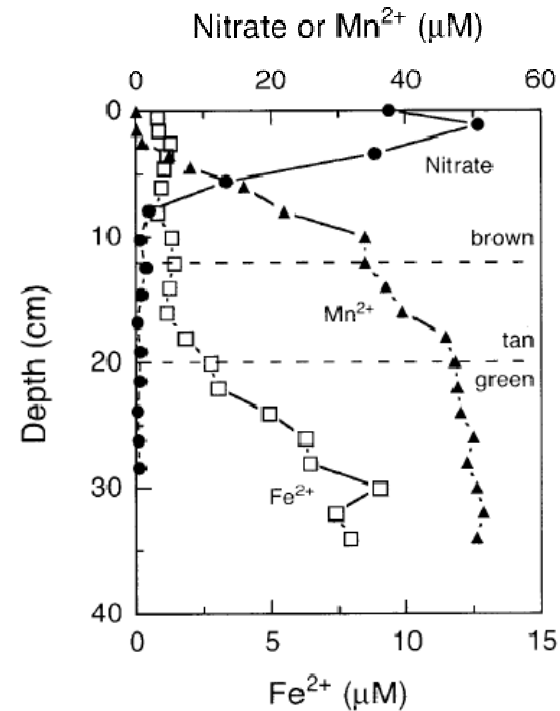 Nitrate or Mn²⁺ (μM)
0 20 40 60
0
Nitrate
10
brown
Mn²⁺
tan
20
green
Depth (cm)
30
Fe²⁺
40
0 5 10 15
Fe²⁺ (μM)